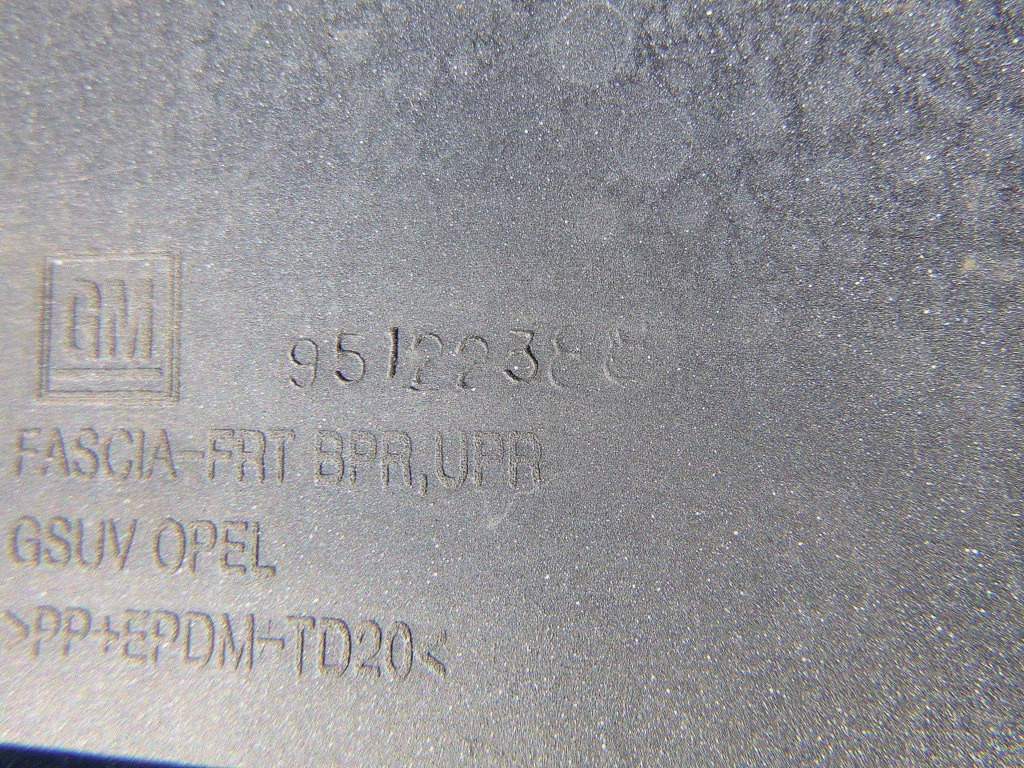 GM
95122388
FASCIA-FRT BPR,UPR
GSUV OPEL
>PP+EPDM-TD20<